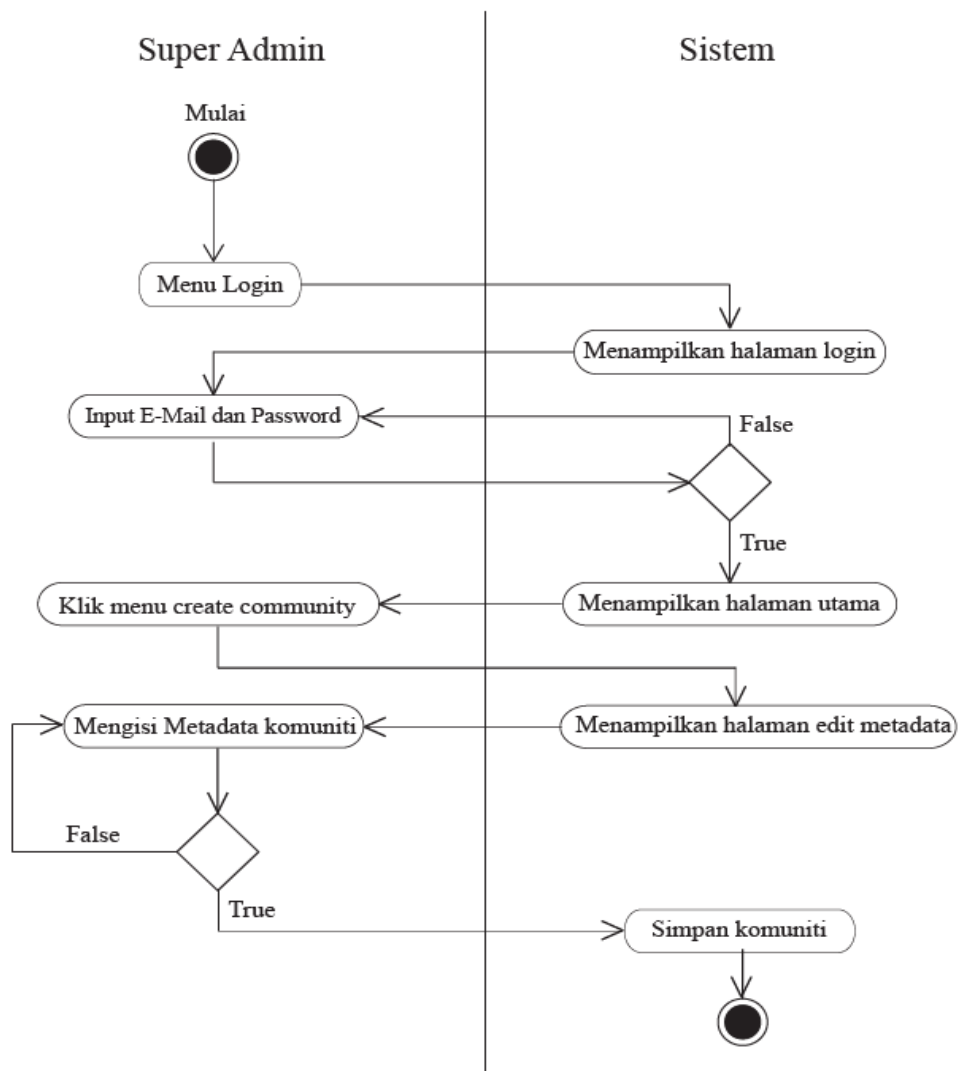 Super Admin
Sistem
Mulai
Menu Login
Menampilkan halaman login
Input E-Mail dan Password
False
True
Klik menu create community
Menampilkan halaman utama
Mengisi Metadata komuniti
Menampilkan halaman edit metadata
False
True
Simpan komuniti